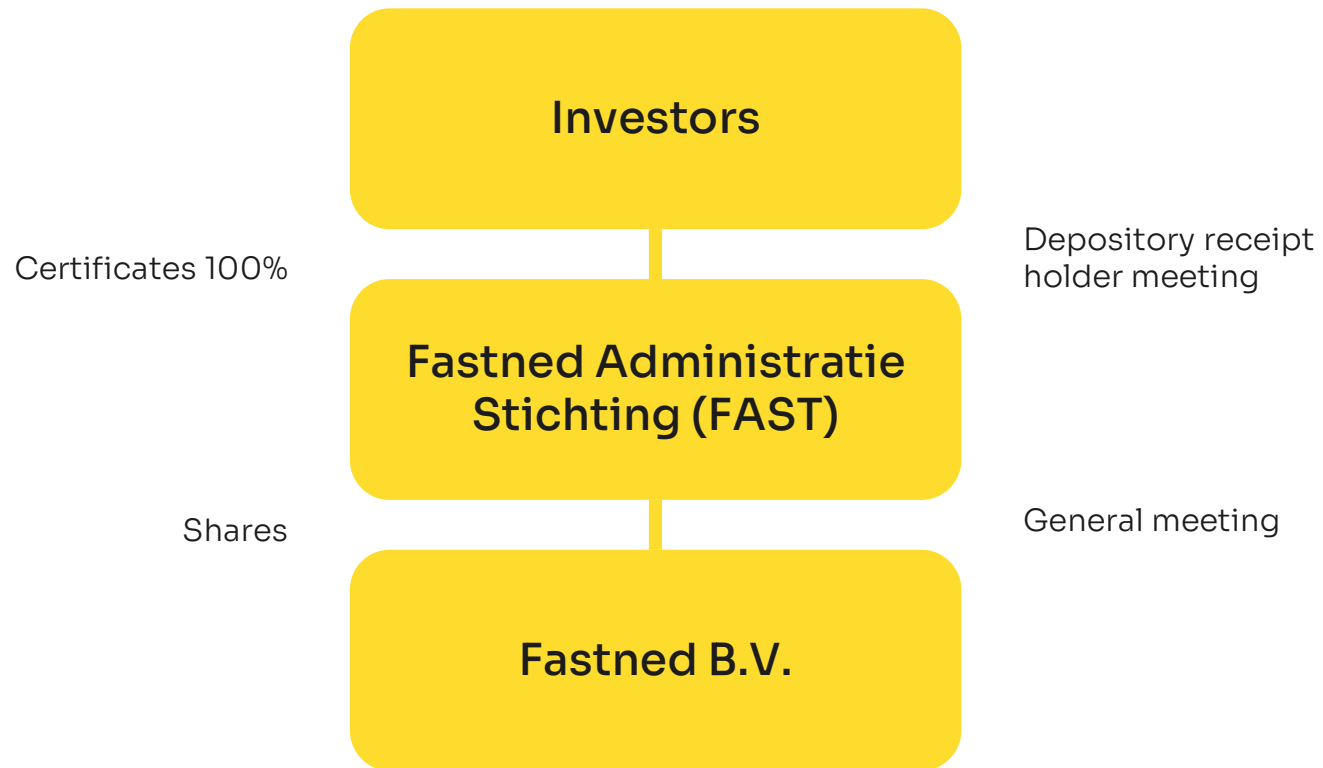 Investors
Certificates 100%
Depository receipt
holder meeting
Fastned Administratie
Stichting (FAST)
Shares
General meeting
Fastned B.V.